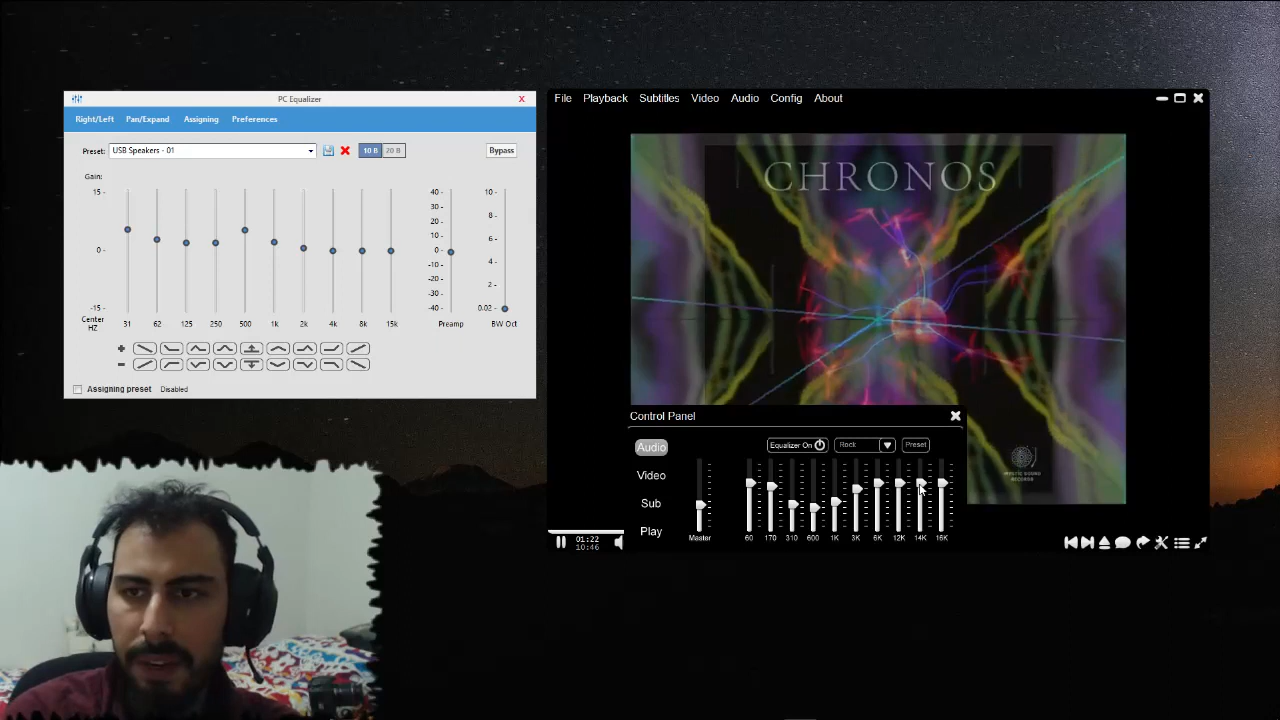 PC Equalizer
X
Right/Left Pan/Expand Assigning Preferences
Preset: USB Speakers - 01 10 B 20 B Bypass
Gain:
15 -
0 -
-15 -
40 -
30 -
20 -
10 -
0 -
-10 -
-20 -
-30 -
-40 -
10 -
8 -
6 -
4 -
2 -
0.02 -
Center
HZ
31 62 125 250 500 1k 2k 4k 8k 15k Preamp BW Oct
+
−
Assigning preset Disabled
File Playback Subtitles Video Audio Config About
CHRONOS
MYSTIC SOUND
RECORDS
Control Panel
Audio
Video
Sub
Play
Equalizer On Rock Preset
Master 60 170 310 600 1K 3K 6K 12K 14K 16K
01:22
10:46